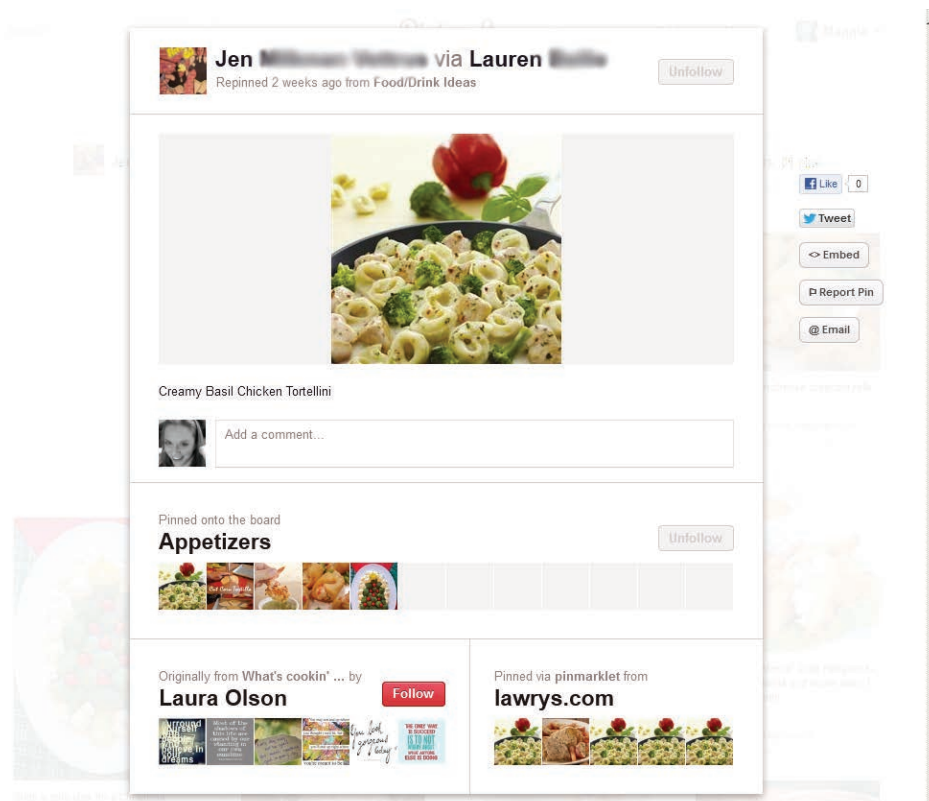 Jen via Lauren
Unfollow
Repinned 2 weeks ago from Food/Drink Ideas
Like 0
Tweet
<> Embed
Report Pin
@ Email
Creamy Basil Chicken Tortellini
Add a comment...
Pinned onto the board
Appetizers
Unfollow
Originally from What's cookin' ... by
Laura Olson
Follow
Pinned via pinmarklet from
lawrys.com